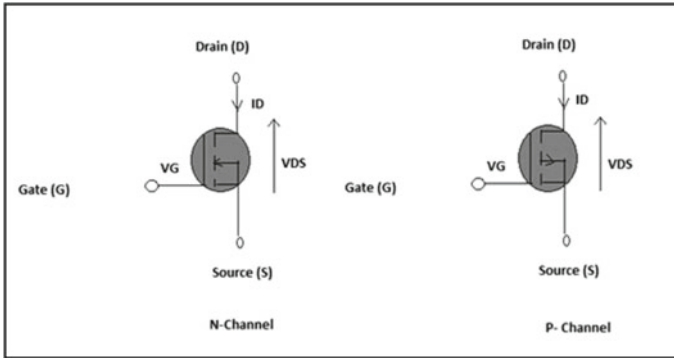 Drain (D)
O
ID
VG
VDS
Gate (G)
O
Source (S)
N-Channel
Drain (D)
O
ID
VG
VDS
Gate (G)
O
Source (S)
P- Channel